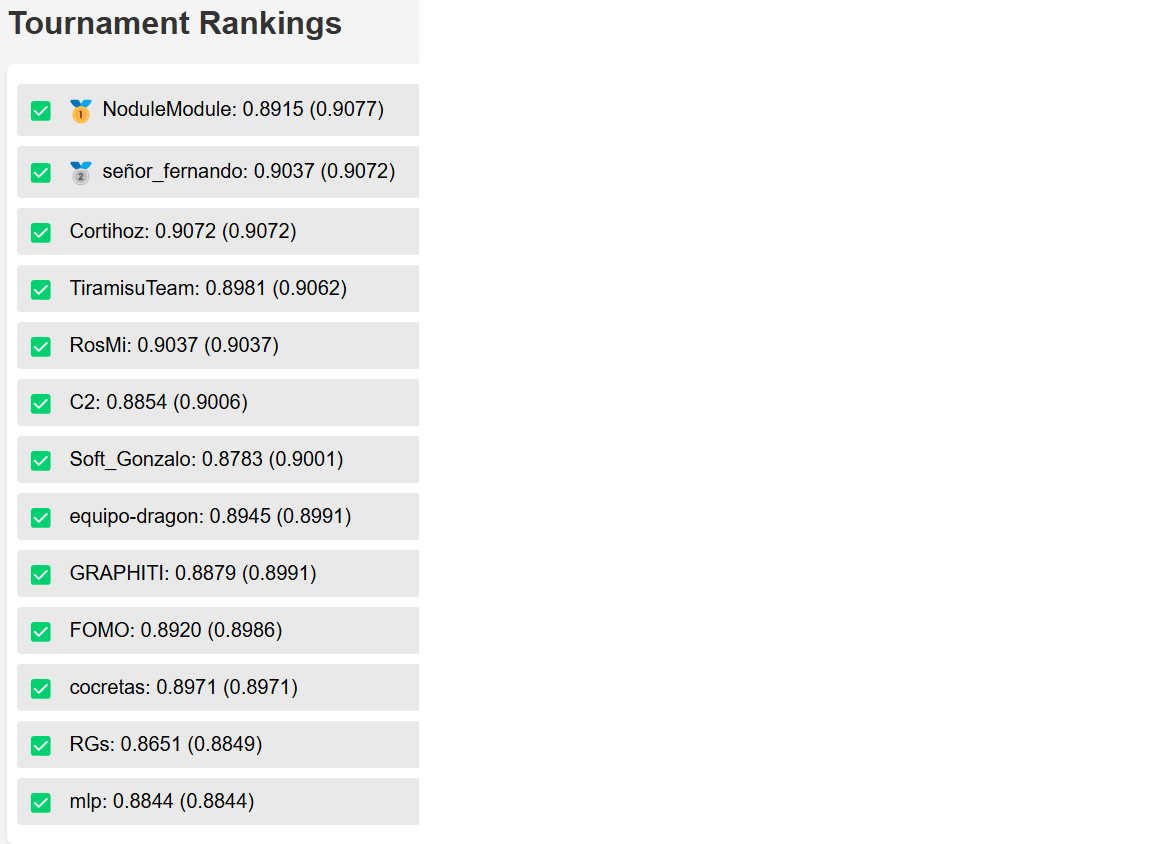 Tournament Rankings
🥇 NoduleModule: 0.8915 (0.9077)
🥈 señor_fernando: 0.9037 (0.9072)
Cortihoz: 0.9072 (0.9072)
TiramisuTeam: 0.8981 (0.9062)
RosMi: 0.9037 (0.9037)
C2: 0.8854 (0.9006)
Soft_Gonzalo: 0.8783 (0.9001)
equipo-dragon: 0.8945 (0.8991)
GRAPHITI: 0.8879 (0.8991)
FOMO: 0.8920 (0.8986)
cocretas: 0.8971 (0.8971)
RGs: 0.8651 (0.8849)
mlp: 0.8844 (0.8844)